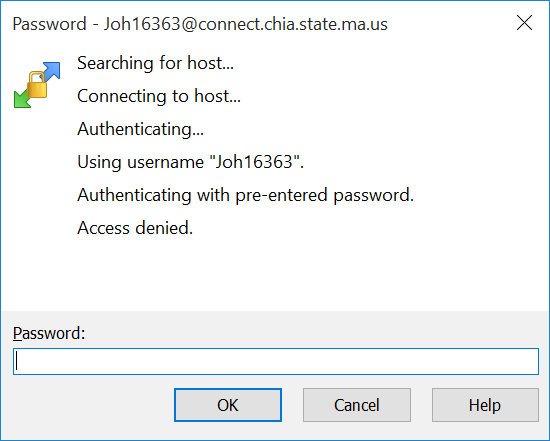 Password - Joh16363@connect.chia.state.ma.us
Searching for host...
Connecting to host...
Authenticating...
Using username "Joh16363".
Authenticating with pre-entered password.
Access denied.
Password:
OK Cancel Help